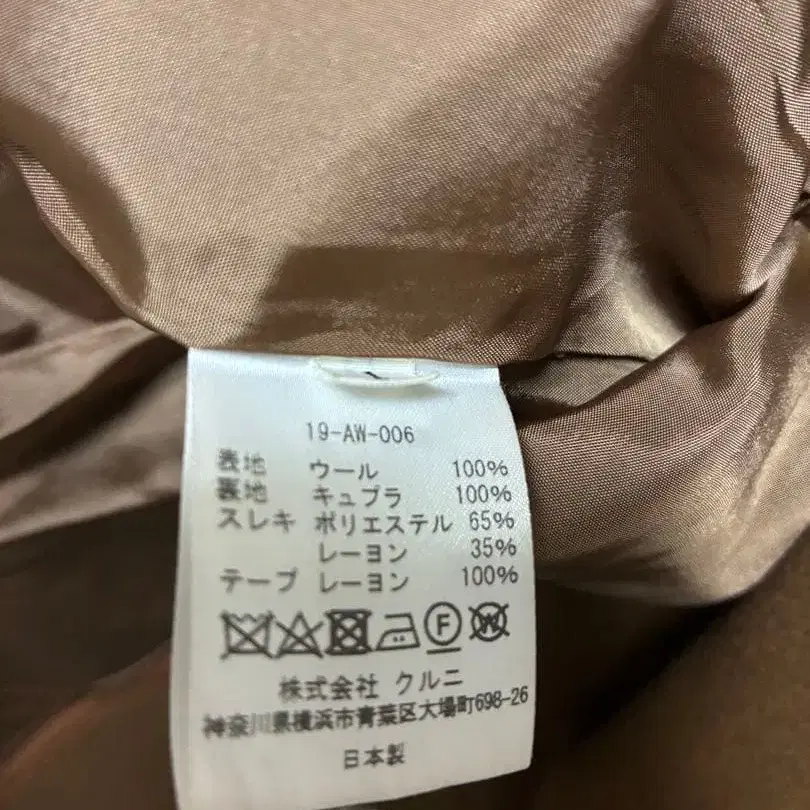 19-AW-006
表地 ウール 100%
裏地 キュプラ 100%
スレキ ポリエステル 65%
レーヨン 35%
テープ レーヨン 100%
F W
株式会社 クルニ
神奈川県横浜市青葉区大場町698-26
日本製